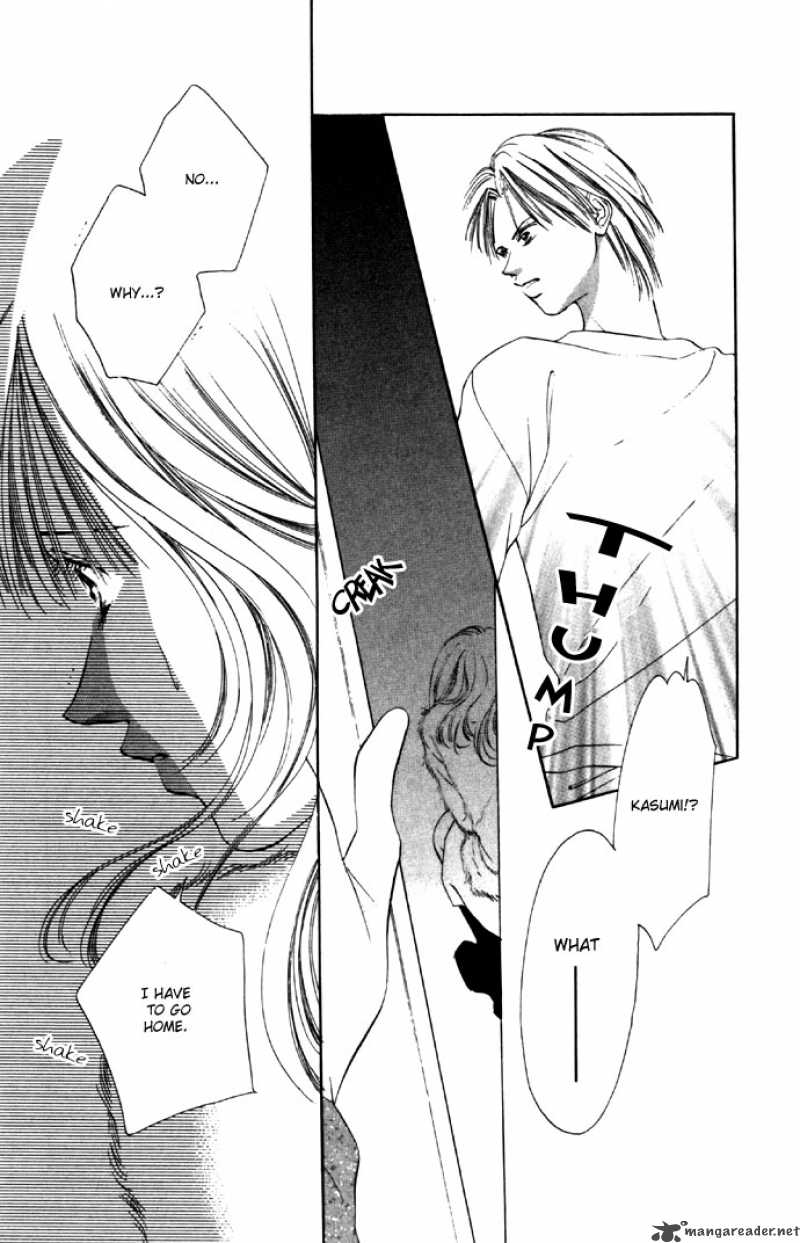 THUMP
KASUMI!?
WHAT
CREAK
NO...
WHY...?
shake
shake
I HAVE
TO GO
HOME.
shake
mangareader.net